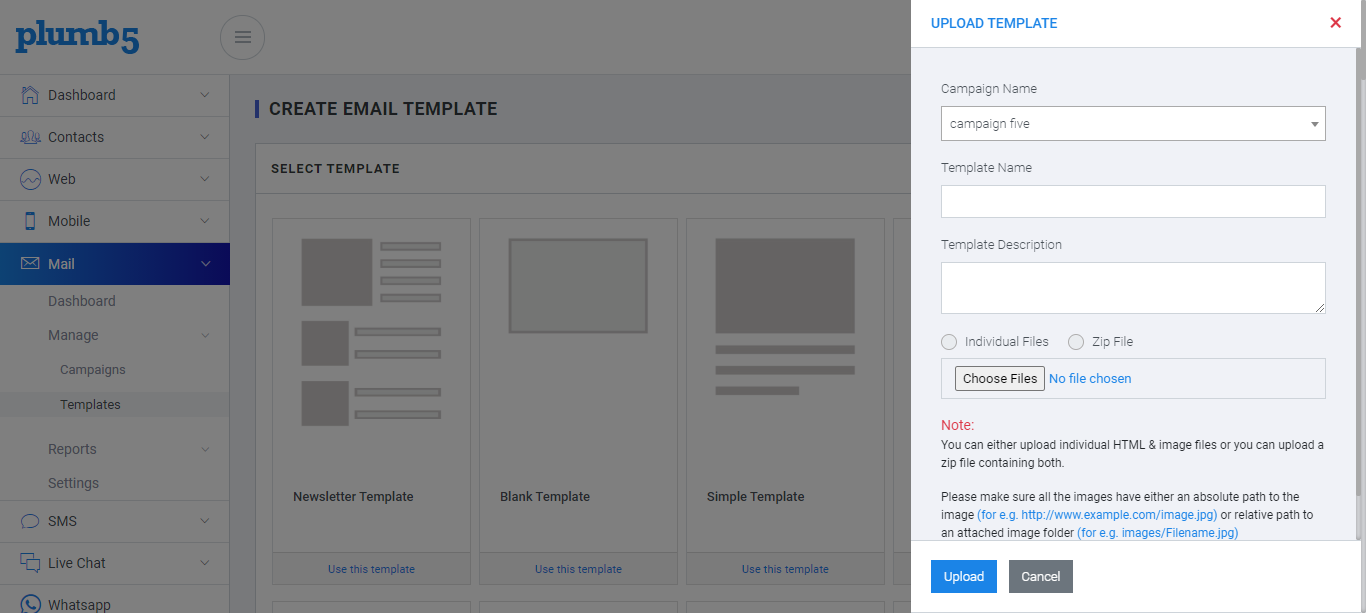 plumb5
Dashboard
Contacts
Web
Mobile
Mail
Dashboard
Manage
Campaigns
Templates
Reports
Settings
SMS
Live Chat
Whatsapp
CREATE EMAIL TEMPLATE
SELECT TEMPLATE
Newsletter Template
Use this template
Blank Template
Use this template
Simple Template
Use this template
UPLOAD TEMPLATE
Campaign Name
campaign five
Template Name
Template Description
Individual Files
Zip File
Choose Files No file chosen
Note:
You can either upload individual HTML & image files or you can upload a
zip file containing both.
Please make sure all the images have either an absolute path to the
image (for e.g. http://www.example.com/image.jpg) or relative path to
an attached image folder (for e.g. images/Filename.jpg)
Upload
Cancel